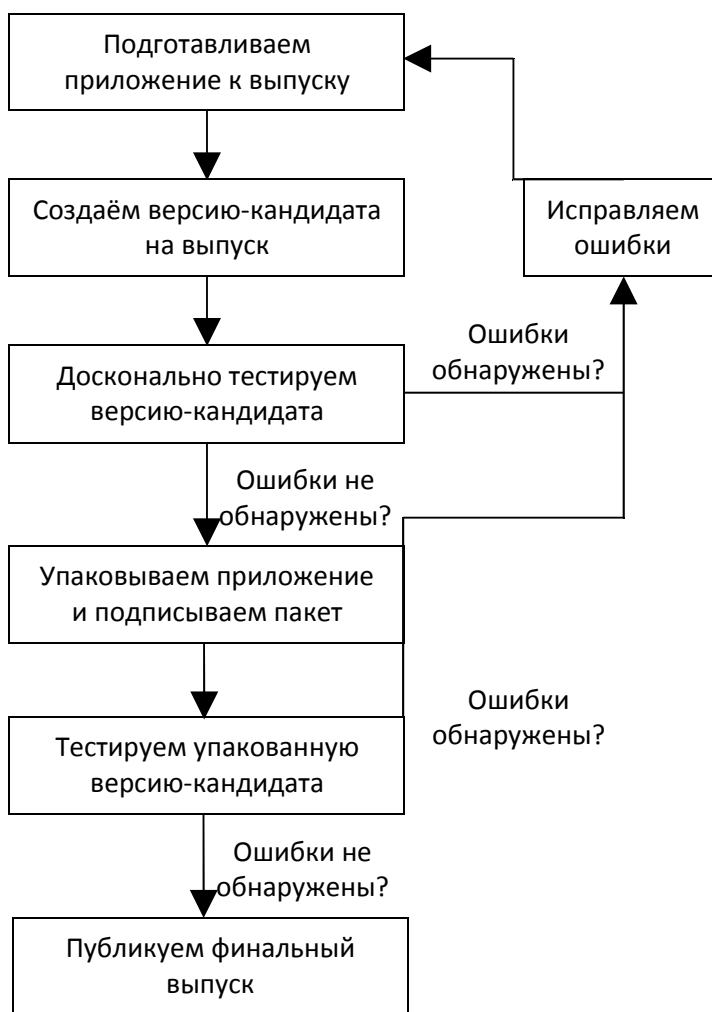 Подготавливаем
приложение к выпуску
Создаём версию-кандидата
на выпуск
Исправляем
ошибки
Ошибки
обнаружены?
Досконально тестируем
версию-кандидата
Ошибки не
обнаружены?
Упаковываем приложение
и подписываем пакет
Ошибки
обнаружены?
Тестируем упакованную
версию-кандидата
Ошибки не
обнаружены?
Публикуем финальный
выпуск